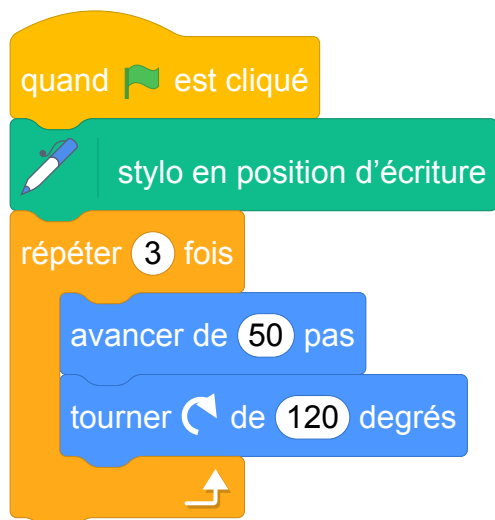 quand est cliqué
stylo en position d’écriture
répéter 3 fois
avancer de 50 pas
tourner de 120 degrés